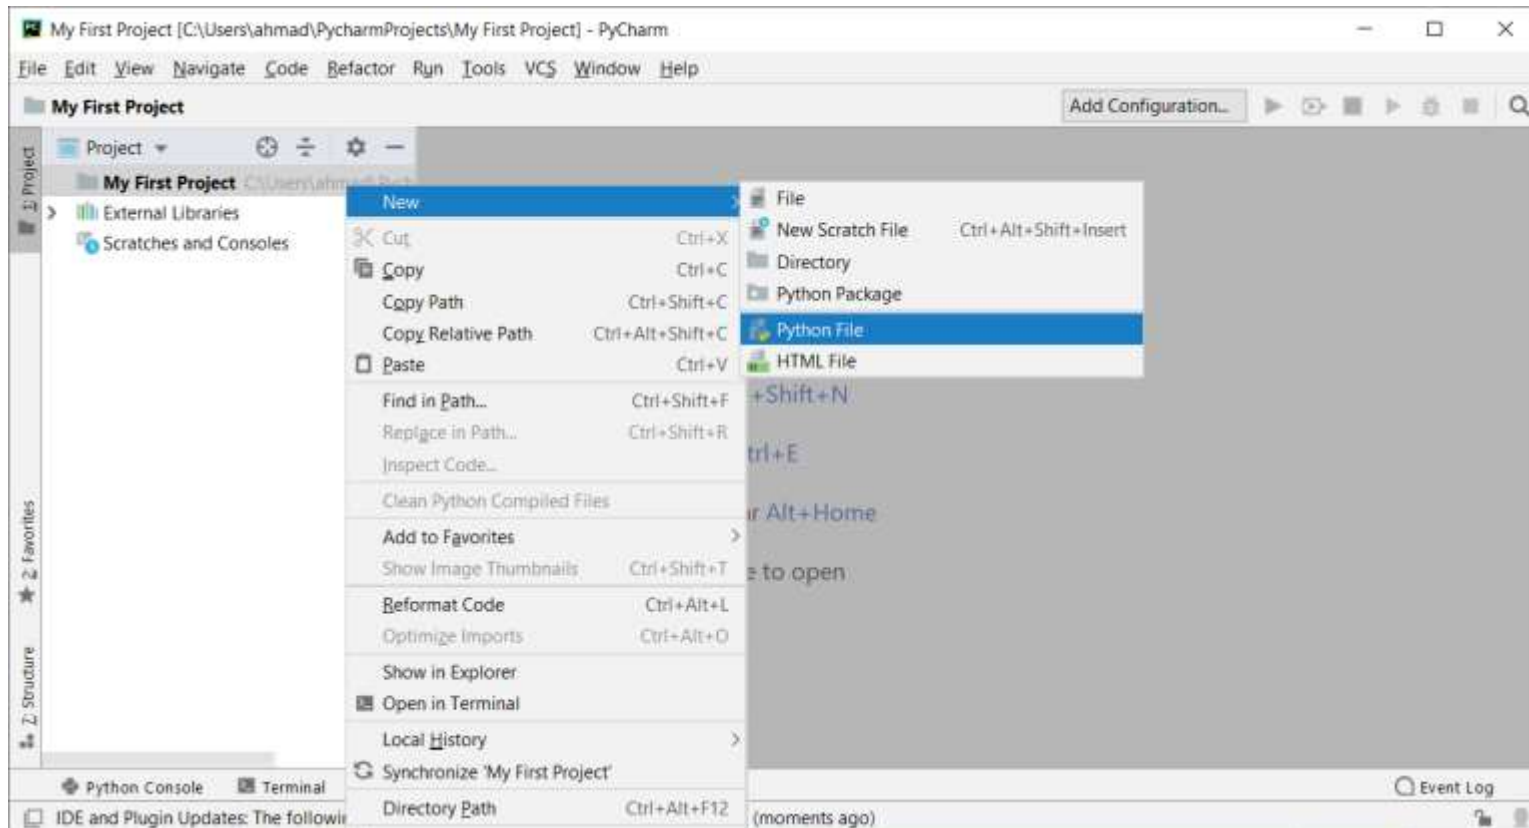 My First Project [C:\Users\ahmad\PycharmProjects\My First Project] - PyCharm
File Edit View Navigate Code Refactor Run Tools VCS Window Help
My First Project
Add Configuration...
1: Project
Project
My First Project
External Libraries
Scratches and Consoles
New
Cut Ctrl+X
Copy Ctrl+C
Copy Path Ctrl+Shift+C
Copy Relative Path Ctrl+Alt+Shift+C
Paste Ctrl+V
Find in Path... Ctrl+Shift+F
Replace in Path... Ctrl+Shift+R
Inspect Code...
Clean Python Compiled Files
Add to Favorites
Show Image Thumbnails Ctrl+Shift+T
Reformat Code Ctrl+Alt+L
Optimize Imports Ctrl+Alt+O
Show in Explorer
Open in Terminal
Local History
Synchronize 'My First Project'
Directory Path Ctrl+Alt+F12
File
New Scratch File Ctrl+Alt+Shift+Insert
Directory
Python Package
Python File
HTML File
+Shift+N
trl+E
r Alt+Home
e to open
2: Favorites
Z: Structure
Python Console
Terminal
Event Log
IDE and Plugin Updates: The followi
(moments ago)